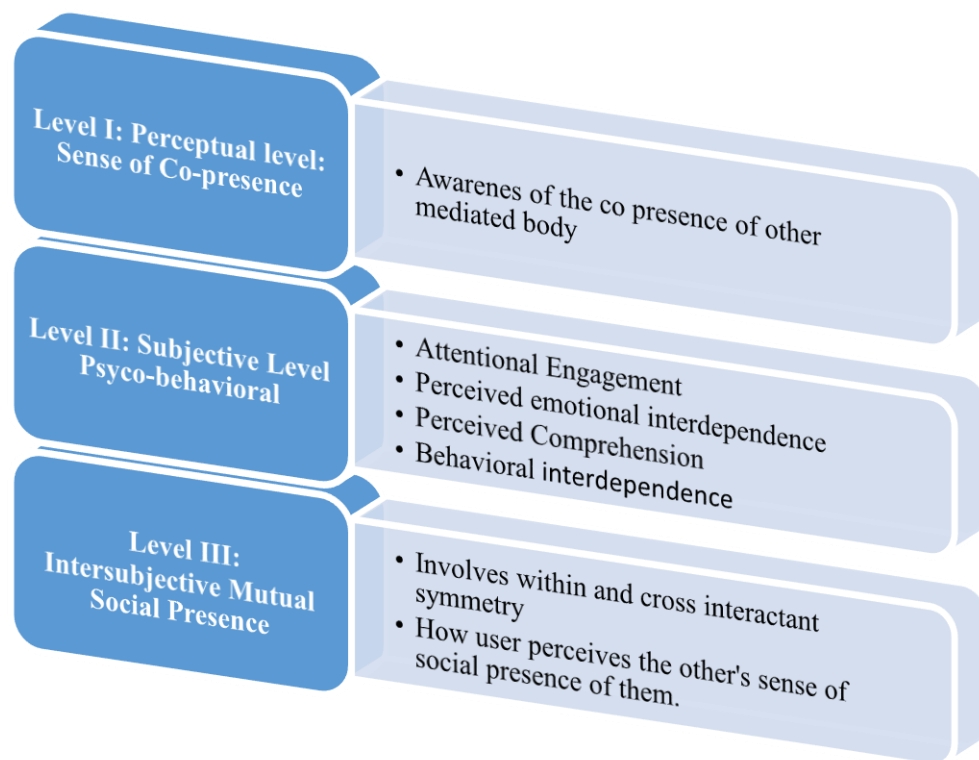 Level I: Perceptual level:
Sense of Co-presence
• Awarenes of the co presence of other
mediated body
Level II: Subjective Level
Psyco-behavioral
• Attentional Engagement
• Perceived emotional interdependence
• Perceived Comprehension
• Behavioral interdependence
Level III:
Intersubjective Mutual
Social Presence
• Involves within and cross interactant
symmetry
• How user perceives the other's sense of
social presence of them.